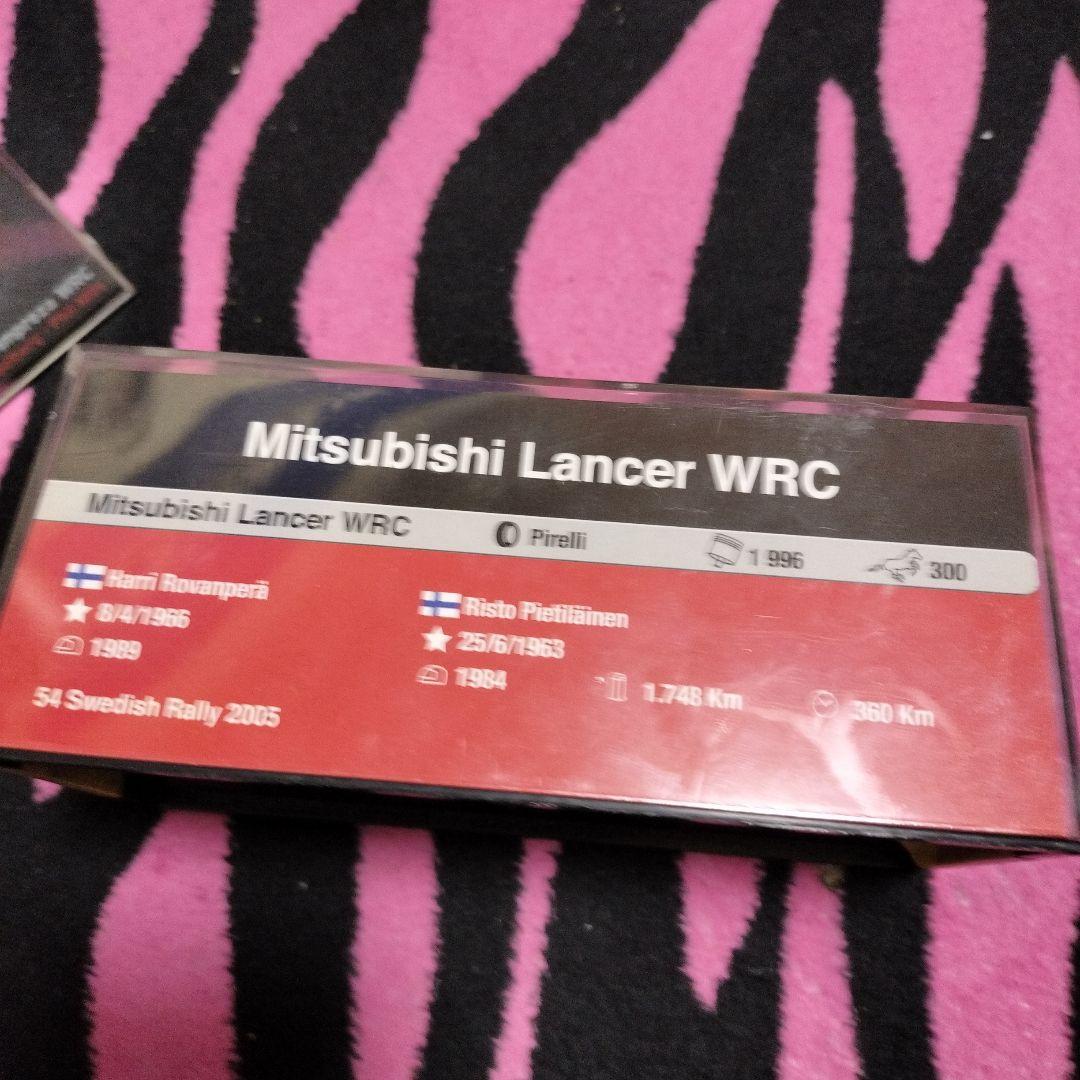 Mitsubishi Lancer WRC
Mitsubishi Lancer WRC Pirelli 1 996 300
Harri Rovanperä
8/4/1966
1989
Risto Pietiläinen
25/6/1963
1984
1.748 Km 360 Km
54 Swedish Rally 2005
WRC